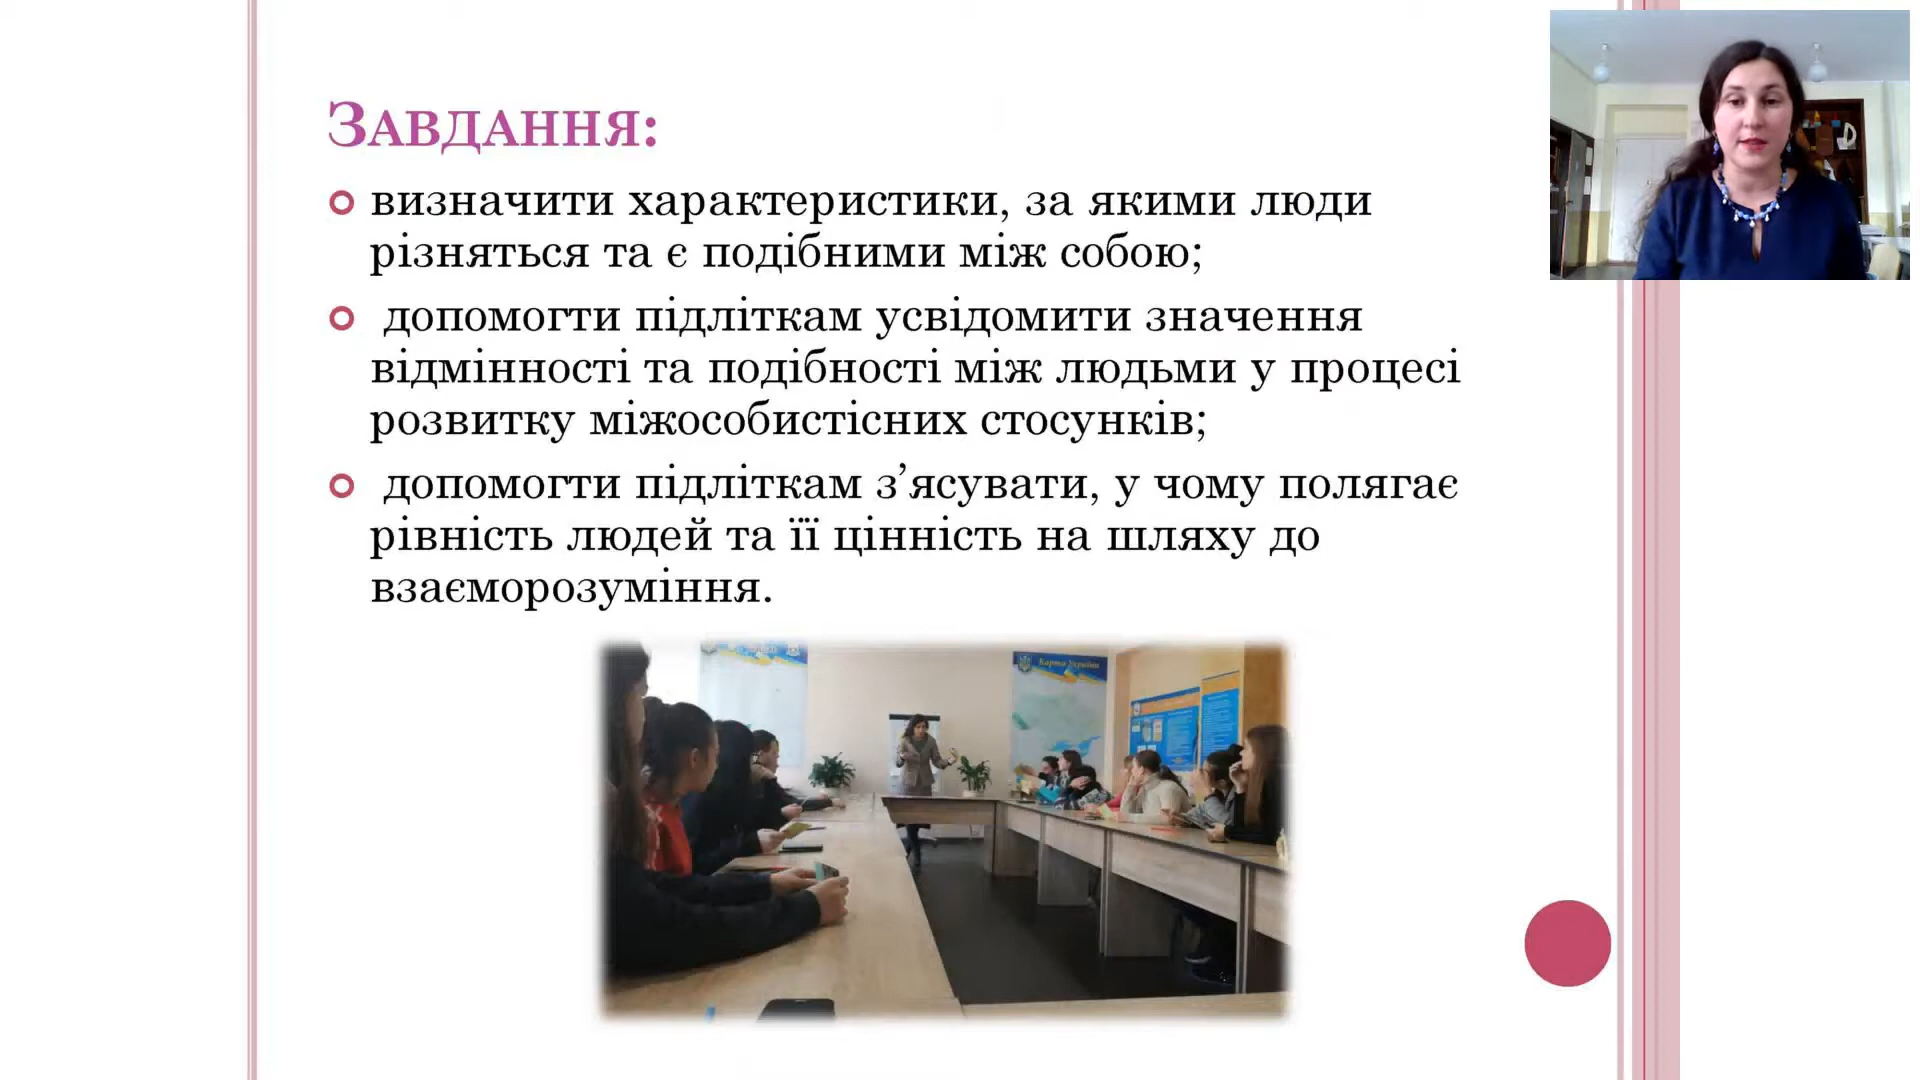 Завдання:
визначити характеристики, за якими люди
різняться та є подібними між собою;
допомогти підліткам усвідомити значення
відмінності та подібності між людьми у процесі
розвитку міжособистісних стосунків;
допомогти підліткам з’ясувати, у чому полягає
рівність людей та її цінність на шляху до
взаєморозуміння.
Карта України